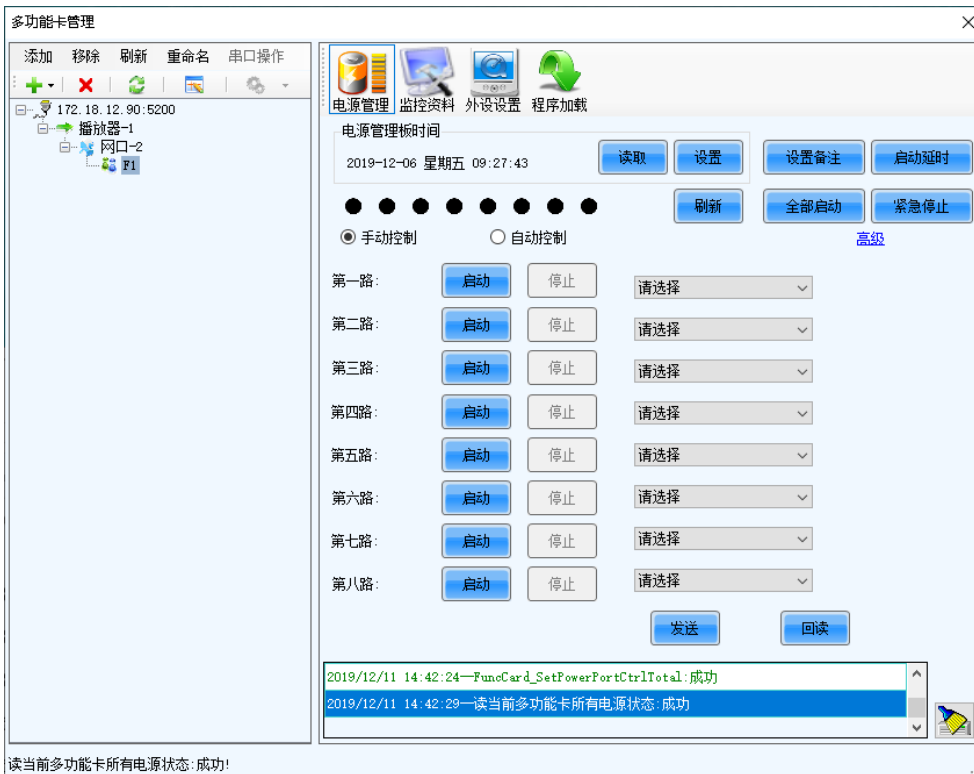 多功能卡管理
添加 移除 刷新 重命名 串口操作
172.18.12.90:5200
播放器-1
网口-2
F1
电源管理 监控资料 外设设置 程序加载
电源管理板时间
2019-12-06 星期五 09:27:43 读取 设置 设置备注 启动延时
刷新 全部启动 紧急停止
手动控制 自动控制 高级
第一路: 启动 停止 请选择
第二路: 启动 停止 请选择
第三路: 启动 停止 请选择
第四路: 启动 停止 请选择
第五路: 启动 停止 请选择
第六路: 启动 停止 请选择
第七路: 启动 停止 请选择
第八路: 启动 停止 请选择
发送 回读
2019/12/11 14:42:24—FuncCard_SetPowerPortCtrlTotal:成功
2019/12/11 14:42:29—读当前多功能卡所有电源状态:成功
读当前多功能卡所有电源状态:成功!